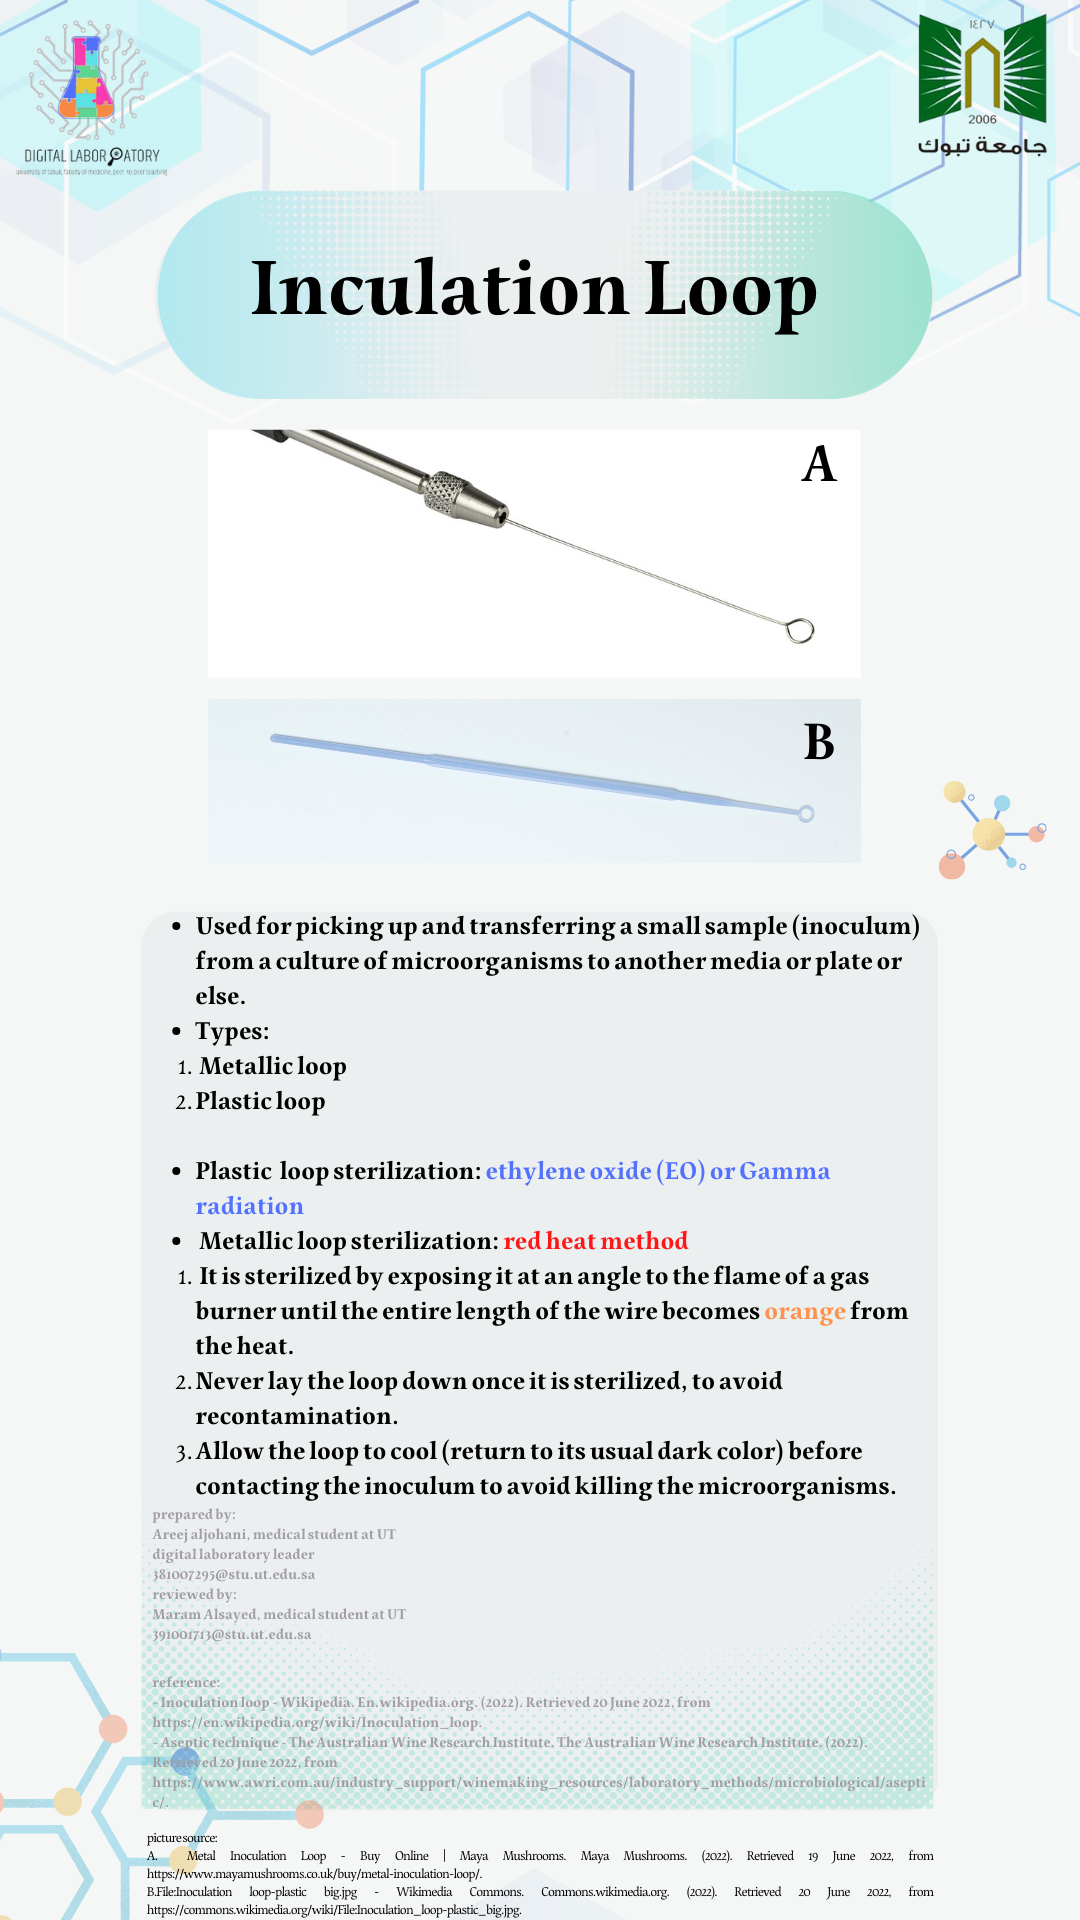 DIGITAL LABORATORY
university of tabuk, faculty of medicine, peer-to-peer teaching
١٤٢٧
2006
جامعة تبوك
Inculation Loop
A
B
• Used for picking up and transferring a small sample (inoculum)
from a culture of microorganisms to another media or plate or
else.
• Types:
1. Metallic loop
2. Plastic loop
• Plastic loop sterilization: ethylene oxide (EO) or Gamma
radiation
• Metallic loop sterilization: red heat method
1. It is sterilized by exposing it at an angle to the flame of a gas
burner until the entire length of the wire becomes orange from
the heat.
2. Never lay the loop down once it is sterilized, to avoid
recontamination.
3. Allow the loop to cool (return to its usual dark color) before
contacting the inoculum to avoid killing the microorganisms.
prepared by:
Areej aljohani, medical student at UT
digital laboratory leader
381007295@stu.ut.edu.sa
reviewed by:
Maram Alsayed, medical student at UT
391001713@stu.ut.edu.sa
reference:
- Inoculation loop - Wikipedia. En.wikipedia.org. (2022). Retrieved 20 June 2022, from
https://en.wikipedia.org/wiki/Inoculation_loop.
- Aseptic technique - The Australian Wine Research Institute. The Australian Wine Research Institute. (2022).
Retrieved 20 June 2022, from
https://www.awri.com.au/industry_support/winemaking_resources/laboratory_methods/microbiological/asepti
c/.
picture source:
A. Metal Inoculation Loop - Buy Online | Maya Mushrooms. Maya Mushrooms. (2022). Retrieved 19 June 2022, from
https://www.mayamushrooms.co.uk/buy/metal-inoculation-loop/.
B.File:Inoculation loop-plastic big.jpg - Wikimedia Commons. Commons.wikimedia.org. (2022). Retrieved 20 June 2022, from
https://commons.wikimedia.org/wiki/File:Inoculation_loop-plastic_big.jpg.